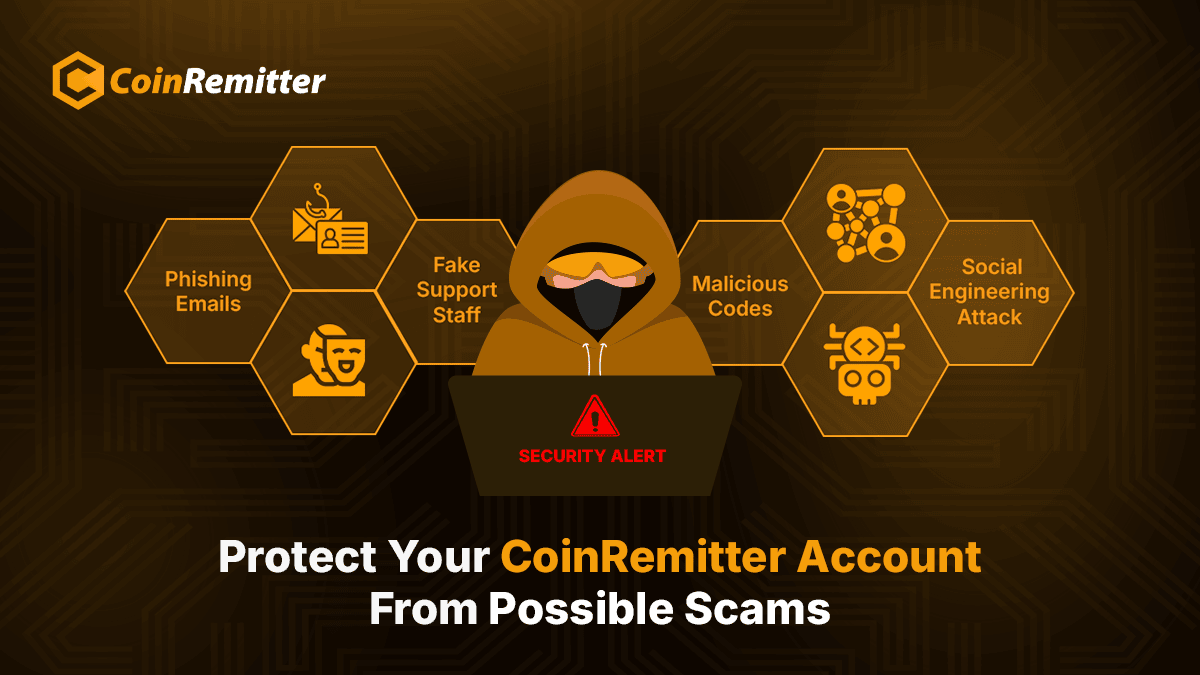 CoinRemitter
Phishing
Emails
Fake
Support
Staff
Malicious
Codes
Social
Engineering
Attack
SECURITY ALERT
Protect Your CoinRemitter Account
From Possible Scams